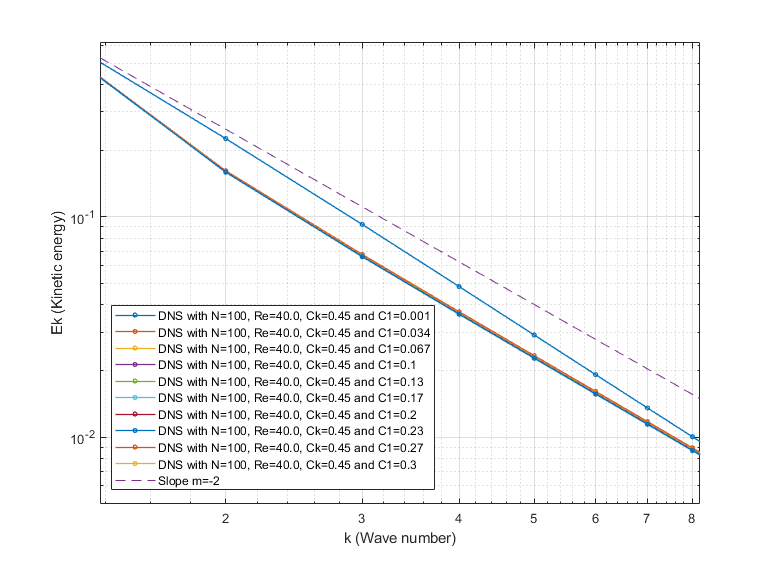 10-1
10-2
Ek (Kinetic energy)
DNS with N=100, Re=40.0, Ck=0.45 and C1=0.001
DNS with N=100, Re=40.0, Ck=0.45 and C1=0.034
DNS with N=100, Re=40.0, Ck=0.45 and C1=0.067
DNS with N=100, Re=40.0, Ck=0.45 and C1=0.1
DNS with N=100, Re=40.0, Ck=0.45 and C1=0.13
DNS with N=100, Re=40.0, Ck=0.45 and C1=0.17
DNS with N=100, Re=40.0, Ck=0.45 and C1=0.2
DNS with N=100, Re=40.0, Ck=0.45 and C1=0.23
DNS with N=100, Re=40.0, Ck=0.45 and C1=0.27
DNS with N=100, Re=40.0, Ck=0.45 and C1=0.3
Slope m=-2
2 3 4 5 6 7 8
k (Wave number)